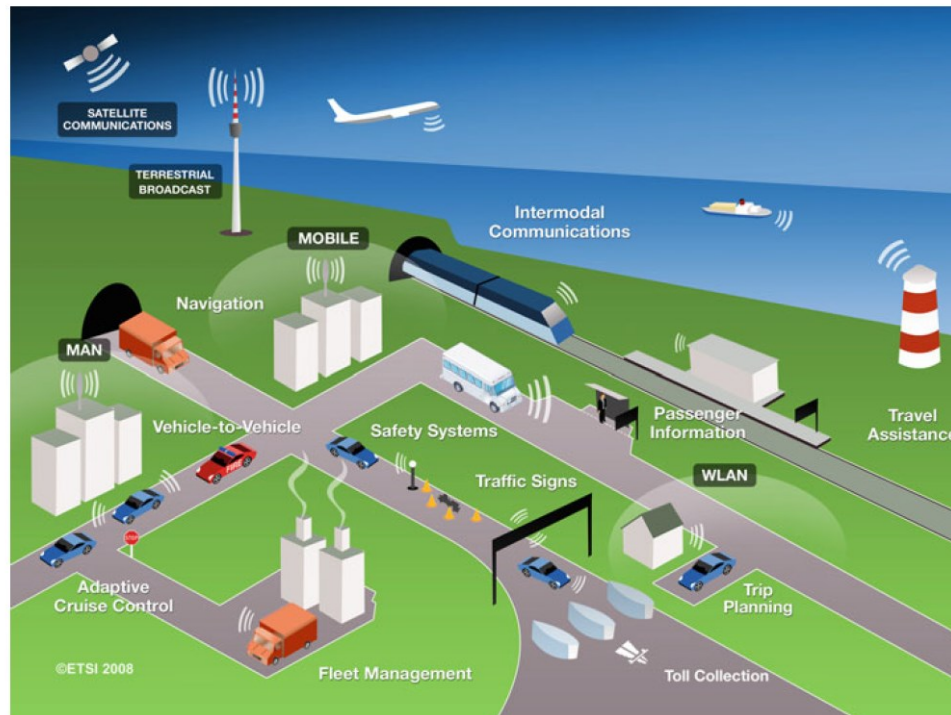 SATELLITE
COMMUNICATIONS
TERRESTRIAL
BROADCAST
Intermodal
Communications
MOBILE
Navigation
MAN
Vehicle-to-Vehicle
Safety Systems
Passenger
Information
Travel
Assistance
Traffic Signs
WLAN
STOP
Adaptive
Cruise Control
Trip
Planning
©ETSI 2008
Fleet Management
Toll Collection